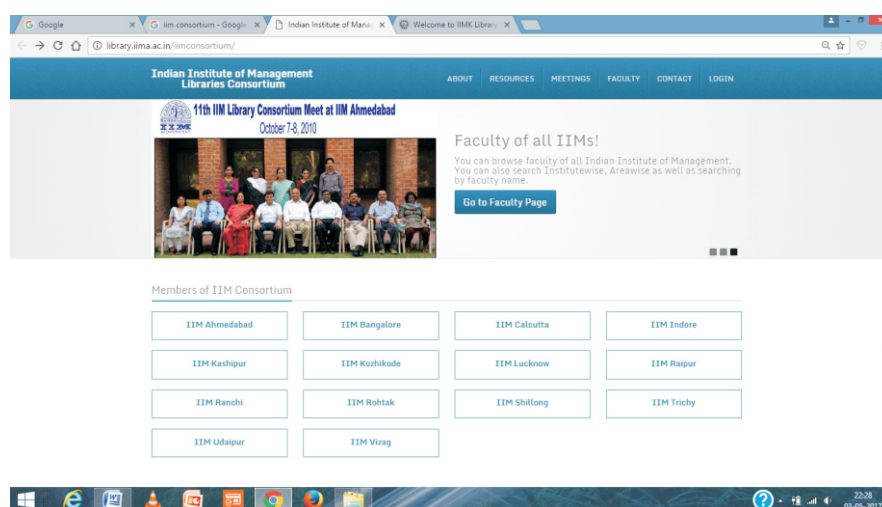 Google
iim consortium - Google
Indian Institute of Manag
Welcome to IIMK Library
library.iima.ac.in/iimconsortium/
Indian Institute of Management
Libraries Consortium
ABOUT RESOURCES MEETINGS FACULTY CONTACT LOGIN
11th IIM Library Consortium Meet at IIM Ahmedabad
October 7-8, 2010
Faculty of all IIMs!
You can browse faculty of all Indian Institute of Management.
You can also search Institutewise, Areawise as well as searching
by faculty name.
Go to Faculty Page
Members of IIM Consortium
IIM Ahmedabad IIM Bangalore IIM Calcutta IIM Indore
IIM Kashipur IIM Kozhikode IIM Lucknow IIM Raipur
IIM Ranchi IIM Rohtak IIM Shillong IIM Trichy
IIM Udaipur IIM Vizag
22:28
03-05-2017